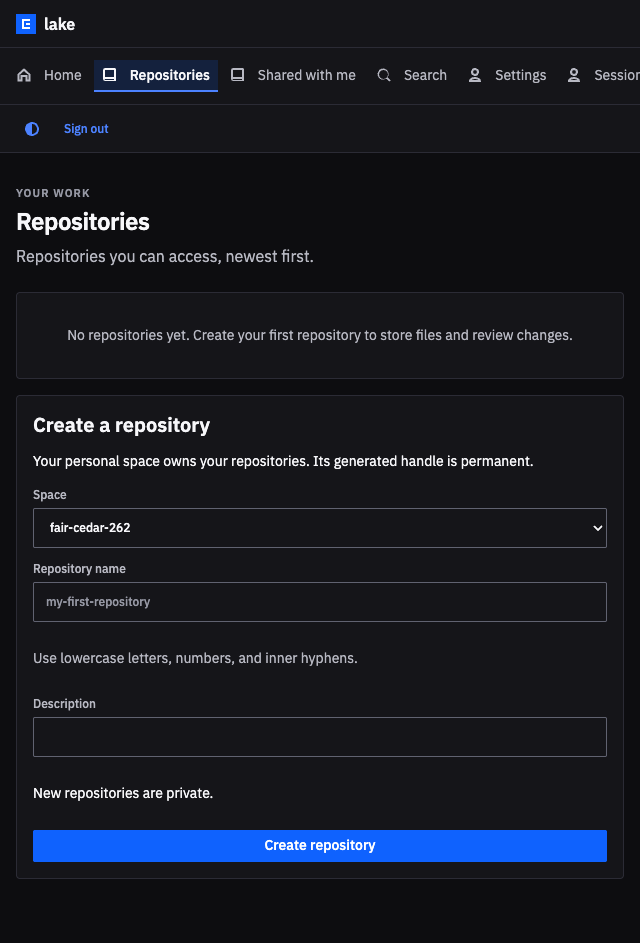 lake
Home Repositories Shared with me Search Settings Session
Sign out
YOUR WORK
Repositories
Repositories you can access, newest first.
No repositories yet. Create your first repository to store files and review changes.
Create a repository
Your personal space owns your repositories. Its generated handle is permanent.
Space
fair-cedar-262
Repository name
my-first-repository
Use lowercase letters, numbers, and inner hyphens.
Description
New repositories are private.
Create repository